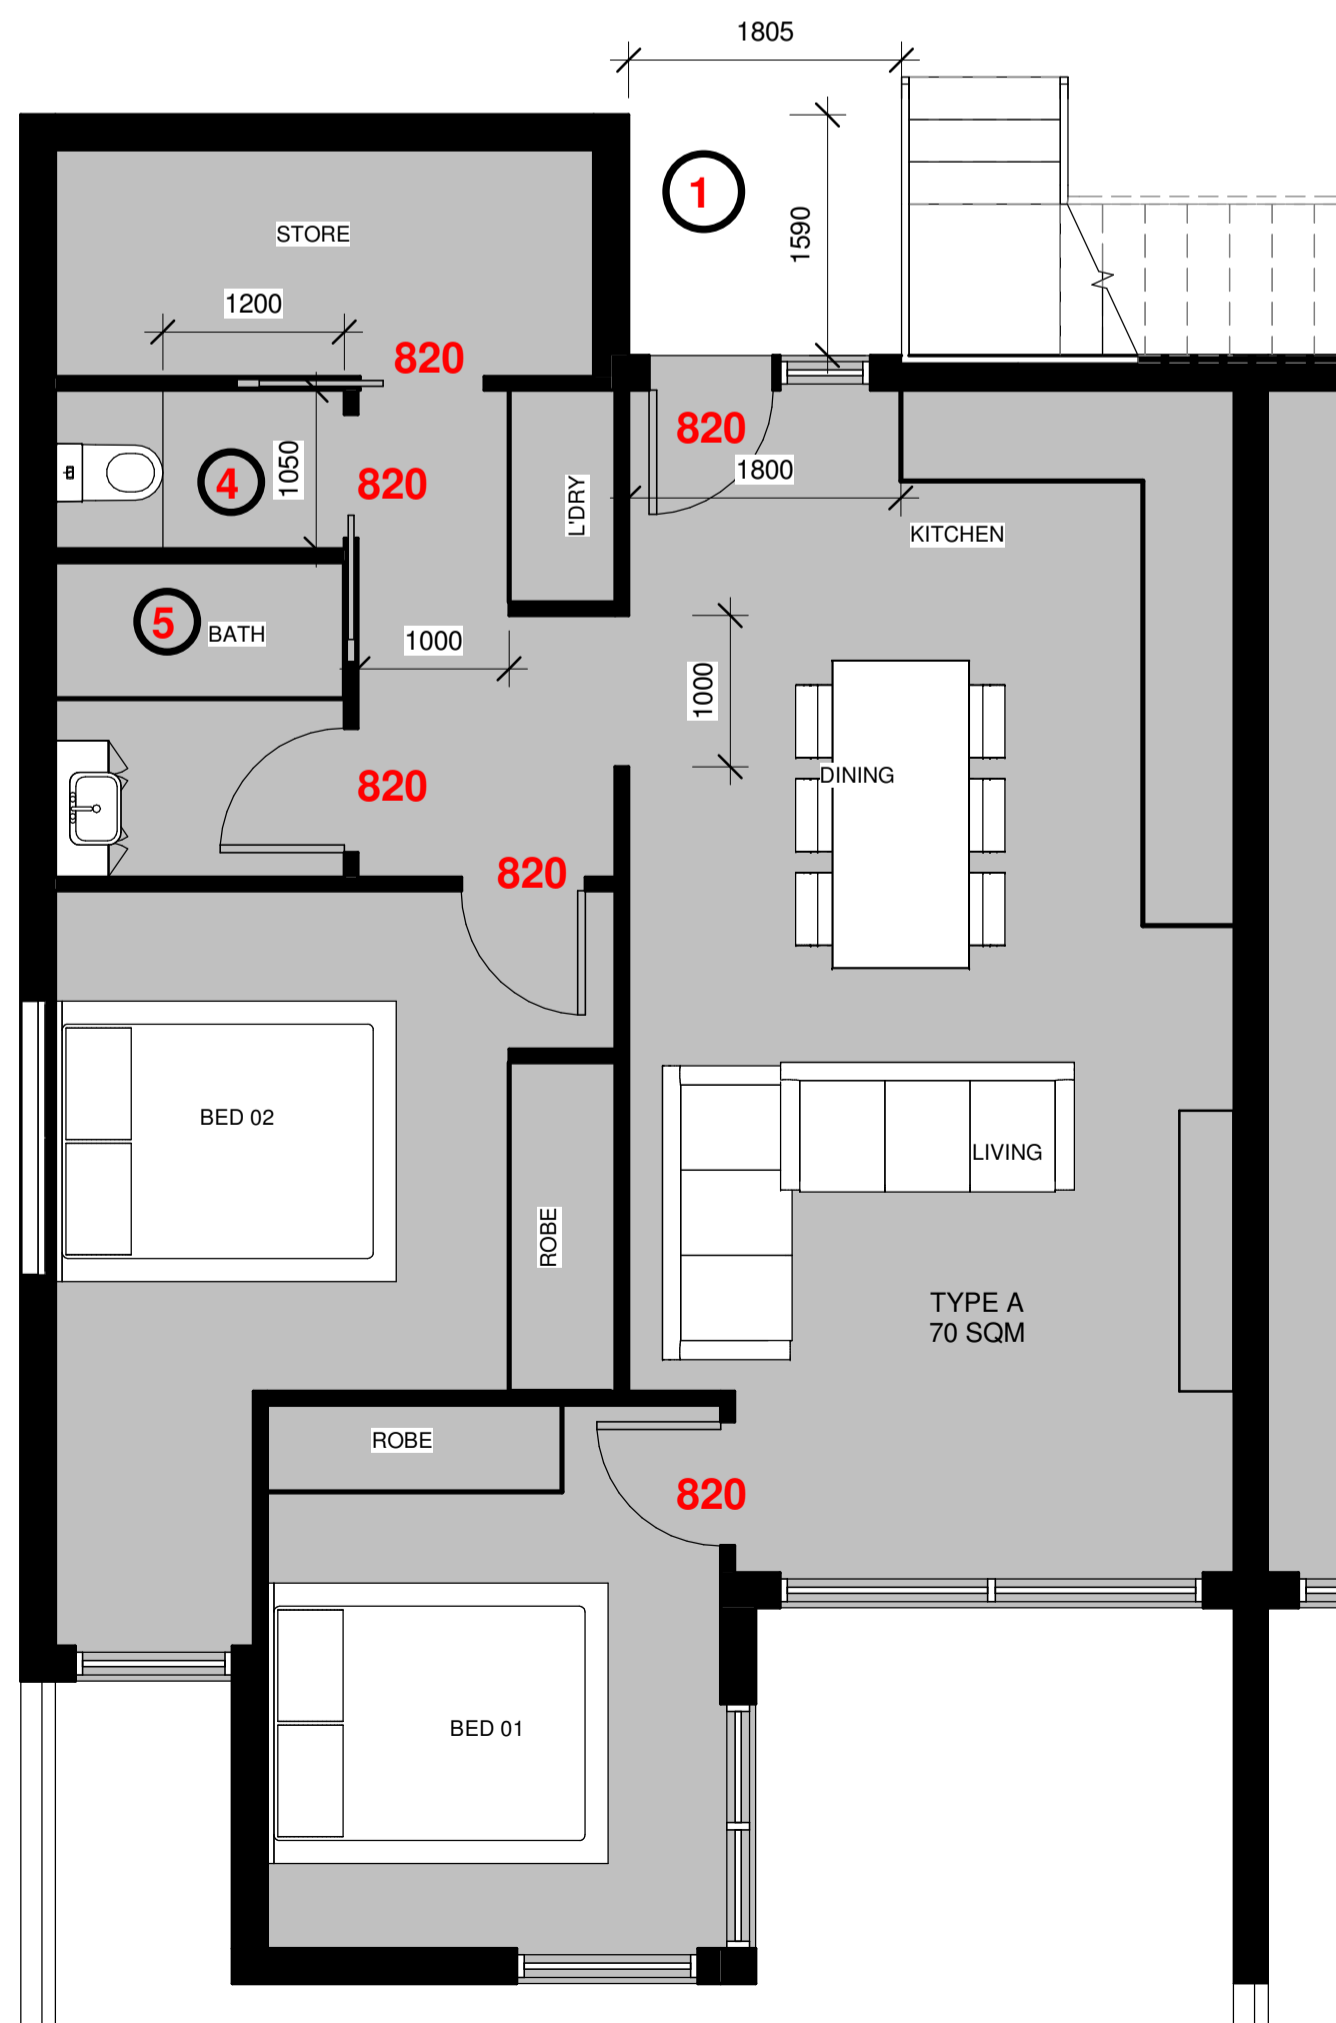 1805
1
1590
STORE
1200
820
820
1800
4
1050
820
L'DRY
KITCHEN
5
BATH
1000
1000
DINING
820
820
BED 02
LIVING
ROBE
TYPE A
70 SQM
ROBE
820
BED 01